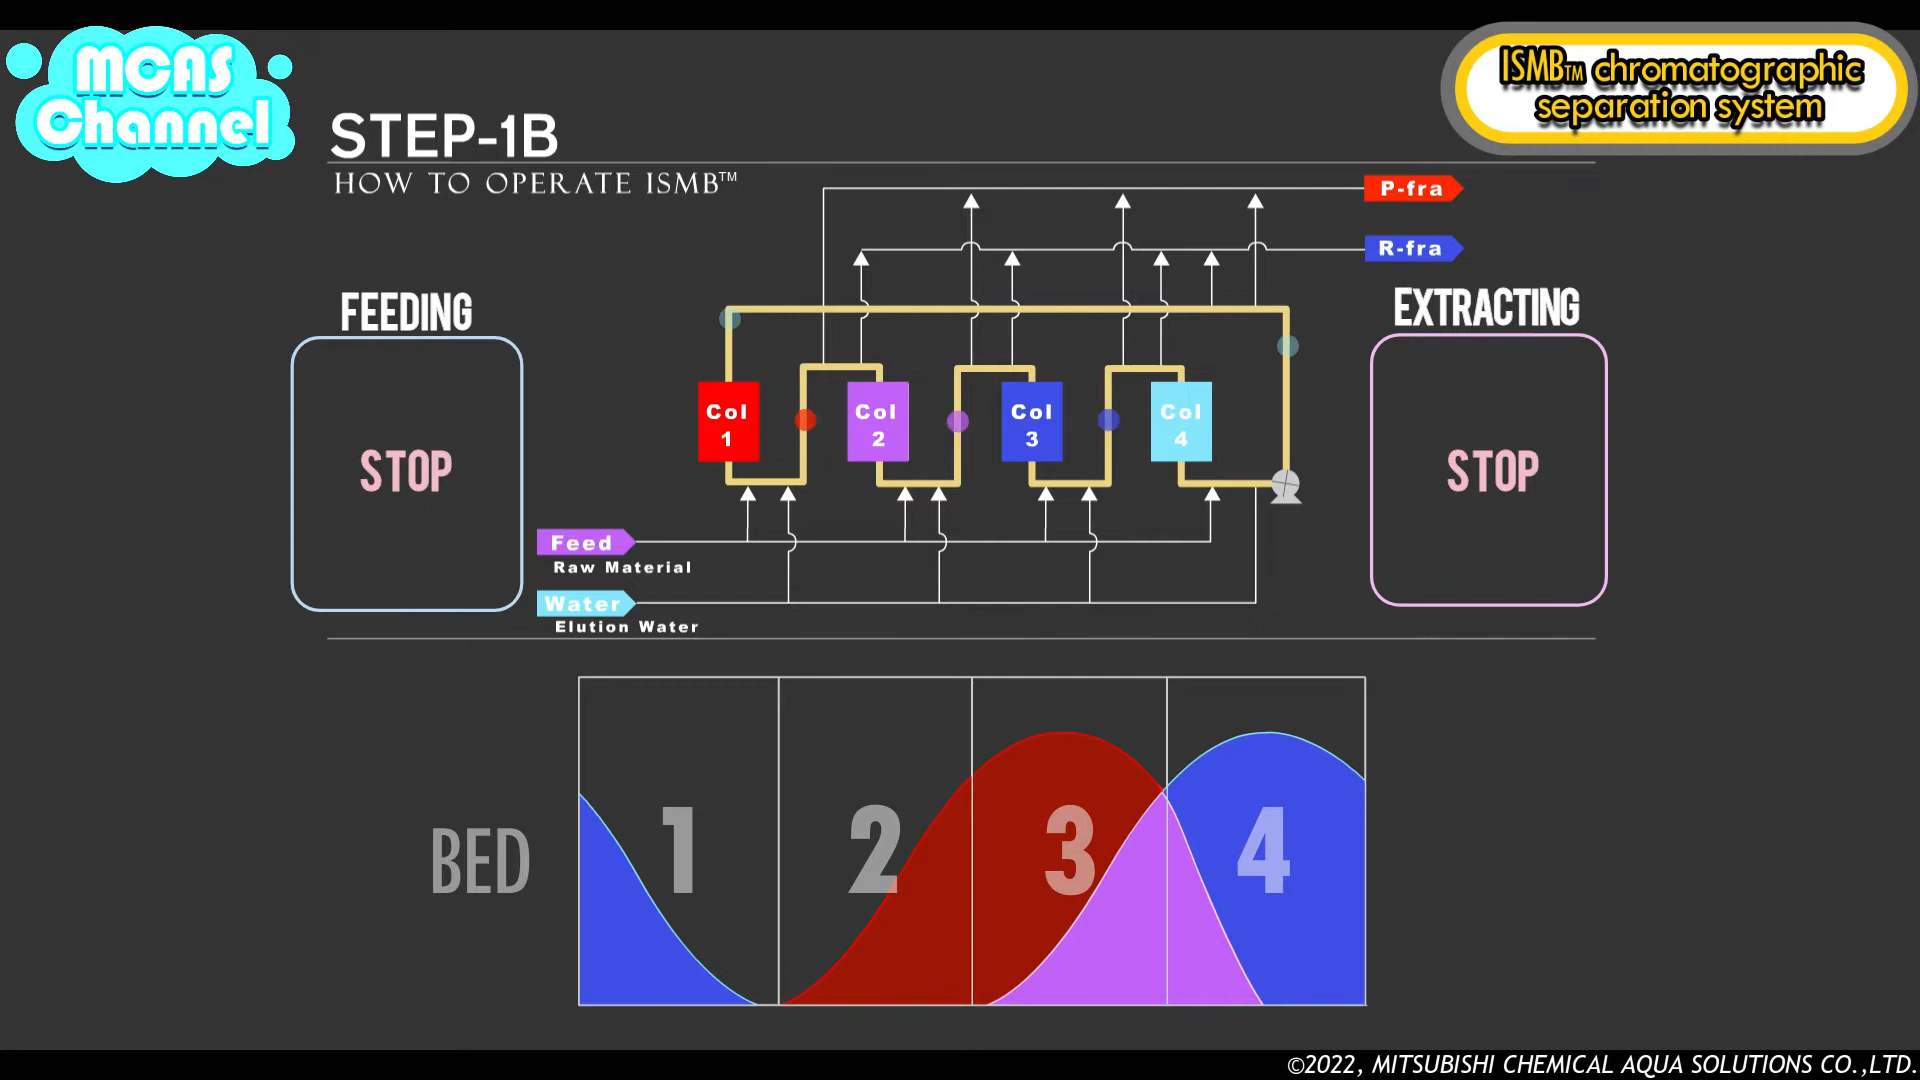 MCAS
Channel
ISMB™ chromatographic
separation system
STEP-1B
HOW TO OPERATE ISMB™
P-fra
R-fra
FEEDING
STOP
EXTRACTING
STOP
Col
1
Col
2
Col
3
Col
4
Feed
Raw Material
Water
Elution Water
BED
1
2
3
4
©2022, MITSUBISHI CHEMICAL AQUA SOLUTIONS CO.,LTD.